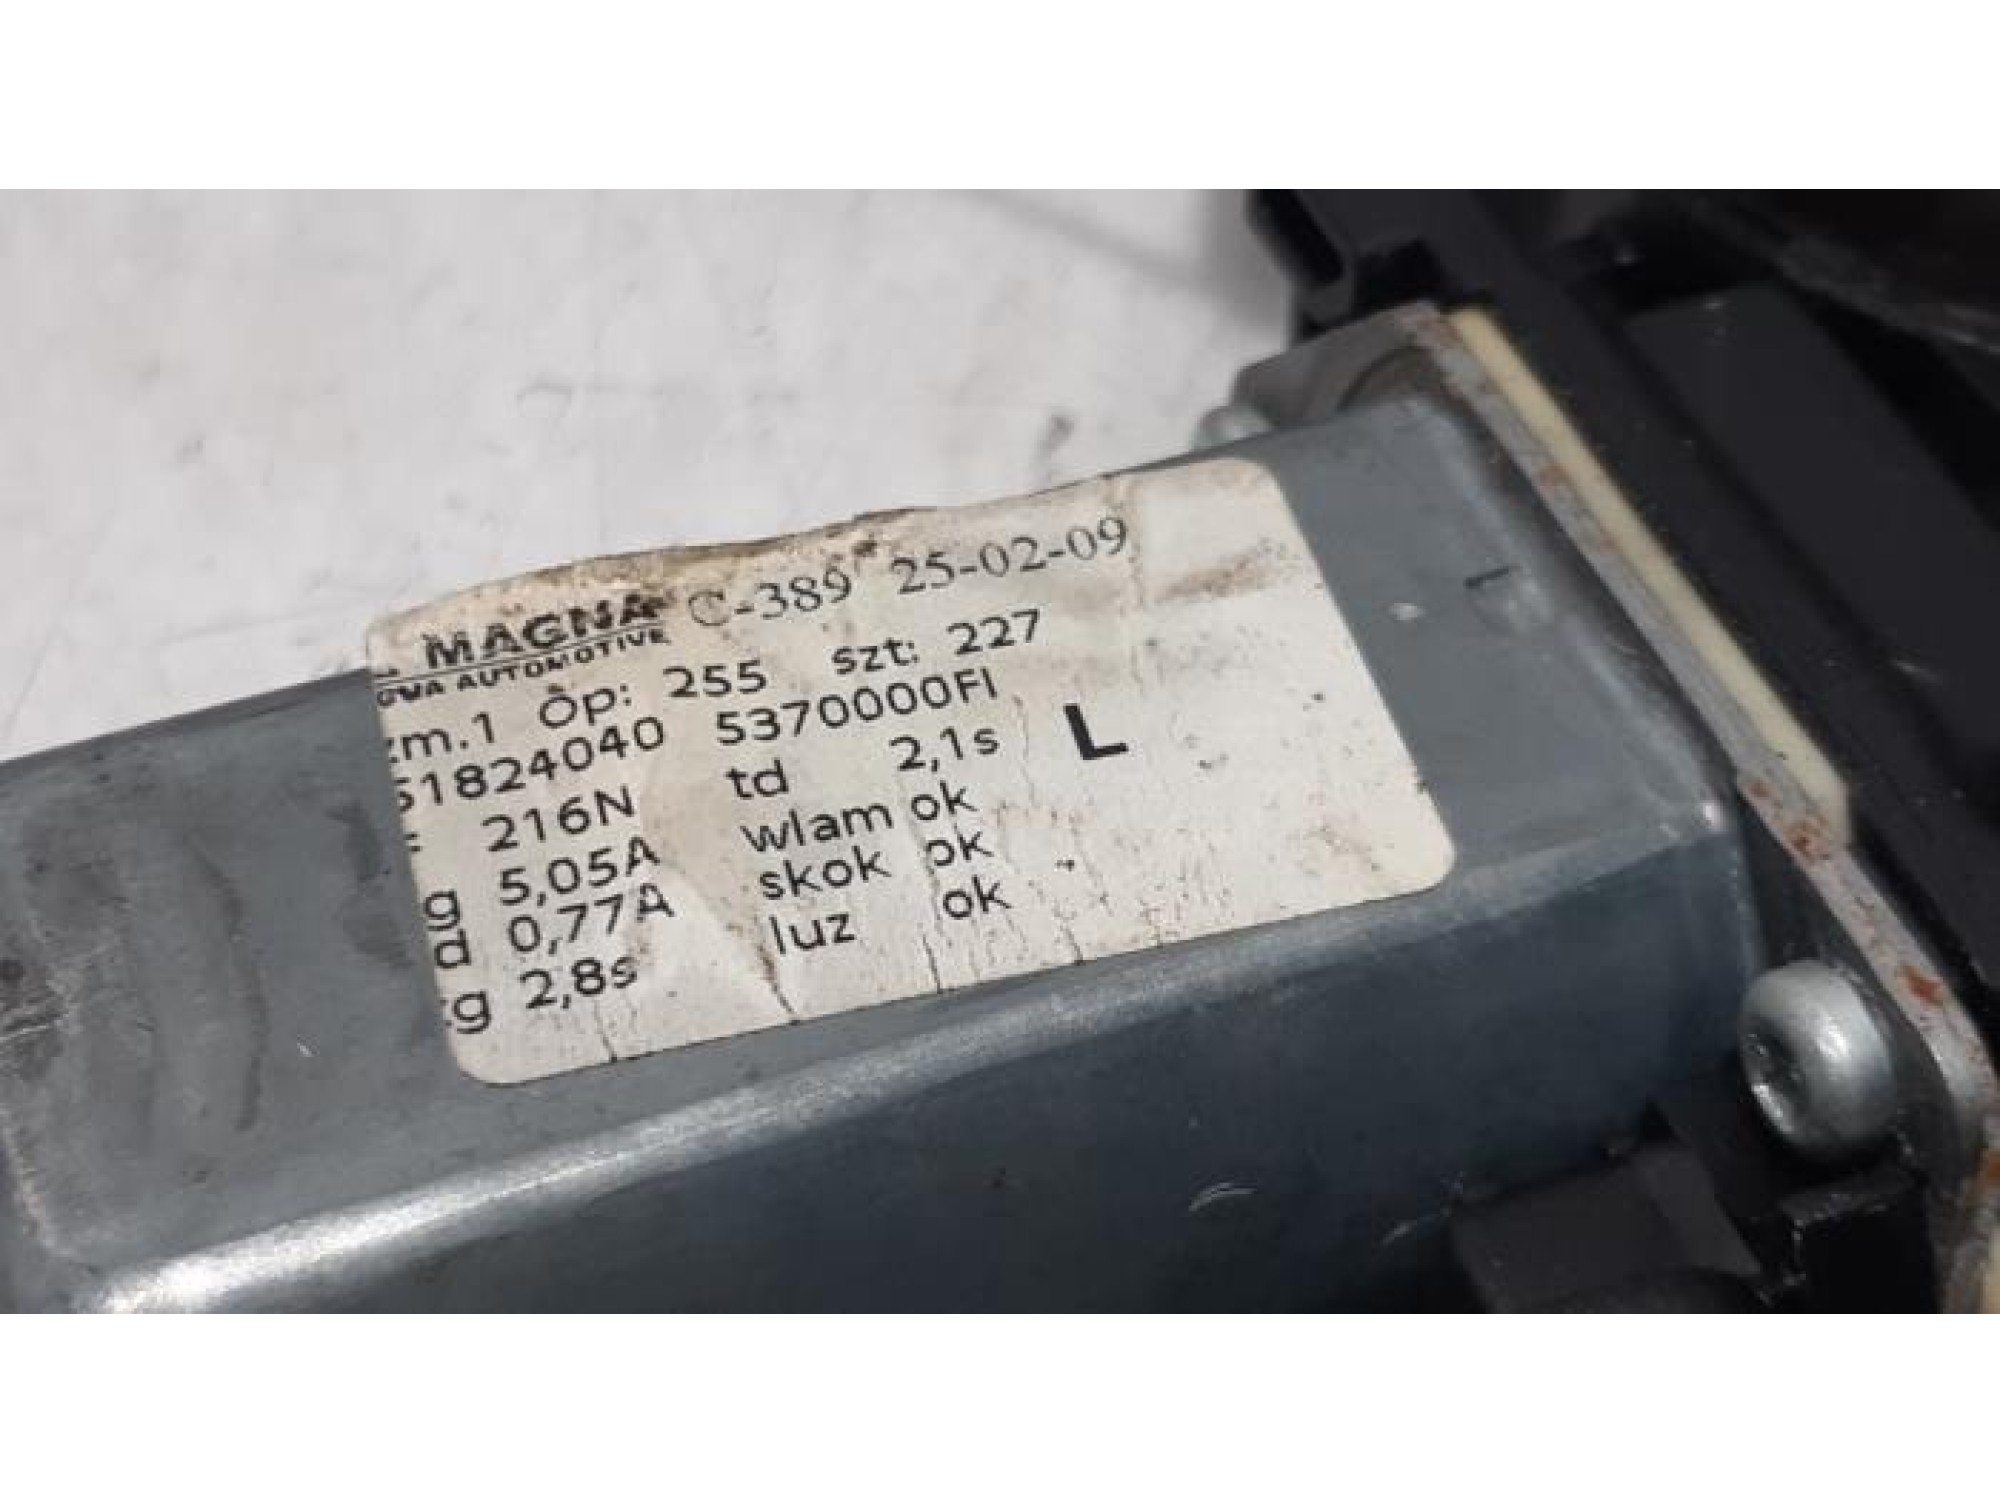 MAGNA C-389 25-02-09
OVA AUTOMOTIVE
zm.1 Op: 255 szt: 227
51824040 5370000FI
216N td 2,1s L
g 5,05A wlam ok
d 0,77A skok ok
g 2,8s luz ok